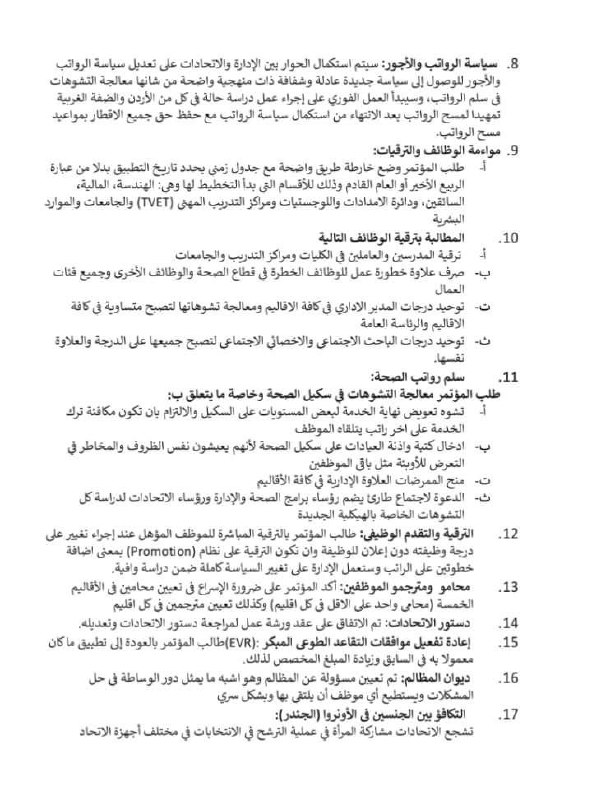 8. سياسة الرواتب والأجور: سيتم استكمال الحوار بين الإدارة والاتحادات على تعديل سياسة الرواتب
والأجور للوصول إلى سياسة جديدة عادلة وشفافة ذات منهجية واضحة من شانها معالجة التشوهات
في سلم الرواتب، وسيبدأ العمل الفوري على إجراء عمل دراسة حالة في كل من الأردن والضفة الغربية
تمهيدا لمسح الرواتب بعد الانتهاء من استكمال سياسة الرواتب مع حفظ حق جميع الاقطار بمواعيد
مسح الرواتب.
9. مواءمة الوظائف والترقيات:
أ- طلب المؤتمر وضع خارطة طريق واضحة مع جدول زمني يحدد تاريخ التطبيق بدلا من عبارة
الربيع الأخير أو العام القادم وذلك للأقسام التي بدأ التخطيط لها وهي: الهندسة، المالية،
السائقين، ودائرة الامدادات واللوجستيات ومراكز التدريب المهني (TVET) والجامعات والموارد
البشرية
10. المطالبة بترقية الوظائف التالية
أ- ترقية المدرسين والعاملين في الكليات ومراكز التدريب والجامعات
ب- صرف علاوة خطورة عمل للوظائف الخطرة في قطاع الصحة والوظائف الأخرى وجميع فئات
العمال
ت- توحيد درجات المدير الاداري في كافة الاقاليم ومعالجة تشوهاتها لتصبح متساوية في كافة
الاقاليم والرئاسة العامة
ث- توحيد درجات الباحث الاجتماعي والاخصائي الاجتماعي لتصبح جميعها على الدرجة والعلاوة
نفسها.
11. سلم رواتب الصحة:
طلب المؤتمر معالجة التشوهات في سكيل الصحة وخاصة ما يتعلق ب:
أ- تشوه تعويض نهاية الخدمة لبعض المستويات على السكيل والالتزام بان تكون مكافئة ترك
الخدمة على اخر راتب يتلقاه الموظف
ب- ادخال كتبة واذنة العيادات على سكيل الصحة لأنهم يعيشون نفس الظروف والمخاطر في
التعرض للأوبئة مثل باقي الموظفين
ت- منح الممرضات العلاوة الإدارية في كافة الأقاليم
ث- الدعوة لاجتماع طارئ يضم رؤساء برامج الصحة والإدارة ورؤساء الاتحادات لدراسة كل
التشوهات الخاصة بالهيكلية الجديدة
12. الترقية والتقدم الوظيفي: طالب المؤتمر بالترقية المباشرة للموظف المؤهل عند إجراء تغيير على
درجة وظيفته دون إعلان للوظيفة وان تكون الترقية على نظام (Promotion) بمعنى اضافة
خطوتين على الراتب وستعمل الإدارة على تغيير السياسة كاملة ضمن دراسة وافية.
13. محامو ومترجمو الموظفين: أكد المؤتمر على ضرورة الإسراع في تعيين محامين في الأقاليم
الخمسة (محاي واحد على الاقل في كل اقليم) وكذلك تعيين مترجمين في كل اقليم
14. دستور الاتحادات: تم الاتفاق على عقد ورشة عمل لمراجعة دستور الاتحادات وتعديله.
15. إعادة تفعيل موافقات التقاعد الطوعي المبكر :(EVR)طالب المؤتمر بالعودة إلى تطبيق ما كان
معمولا به في السابق وزيادة المبلغ المخصص لذلك.
16. ديوان المظالم: تم تعيين مسؤولة عن المظالم وهو اشبه ما يمثل دور الوساطة في حل
المشكلات ويستطيع أي موظف أن يلتقي بها وبشكل سري
17. التكافؤ بين الجنسين في الأونروا (الجندر):
تشجع الاتحادات مشاركة المرأة في عملية الترشح في الانتخابات في مختلف أجهزة الاتحاد